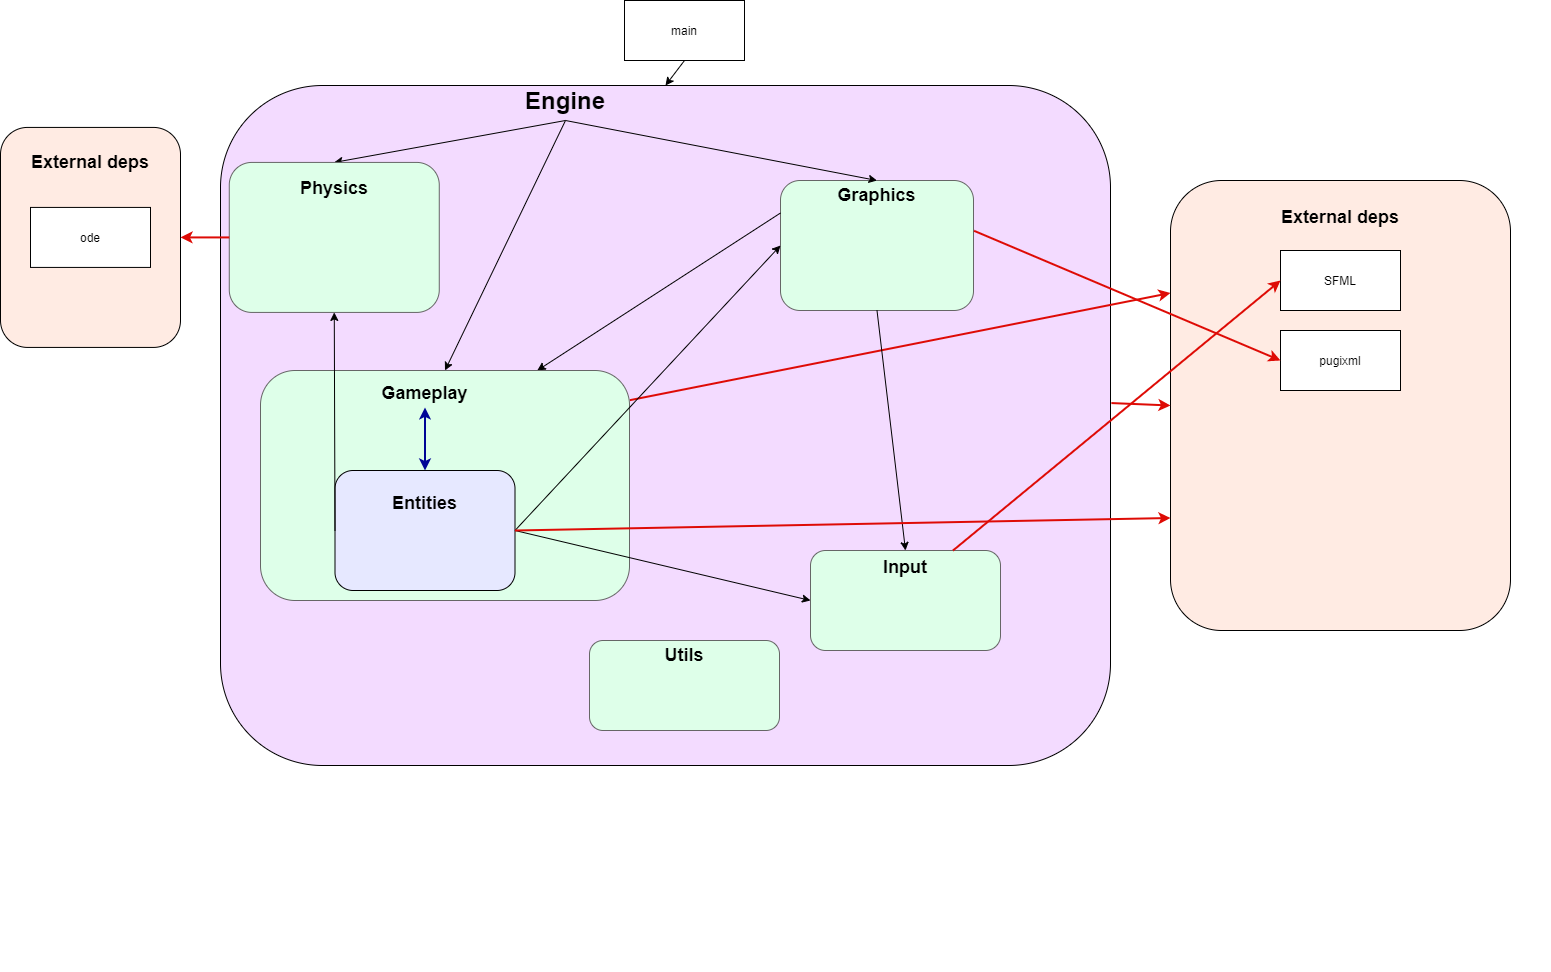 main
Engine
External deps
ode
Physics
Graphics
External deps
SFML
pugixml
Gameplay
Entities
Input
Utils